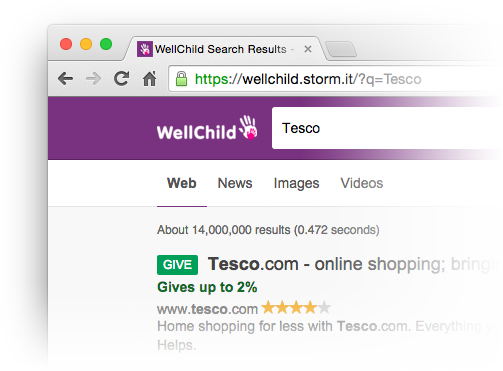 WellChild Search Results -
https://wellchild.storm.it/?q=Tesco
WellChild
Tesco
Web News Images Videos
About 14,000,000 results (0.472 seconds)
GIVE Tesco.com - online shopping; bringing
Gives up to 2%
www.tesco.com
Home shopping for less with Tesco.com. Everything
Helps.